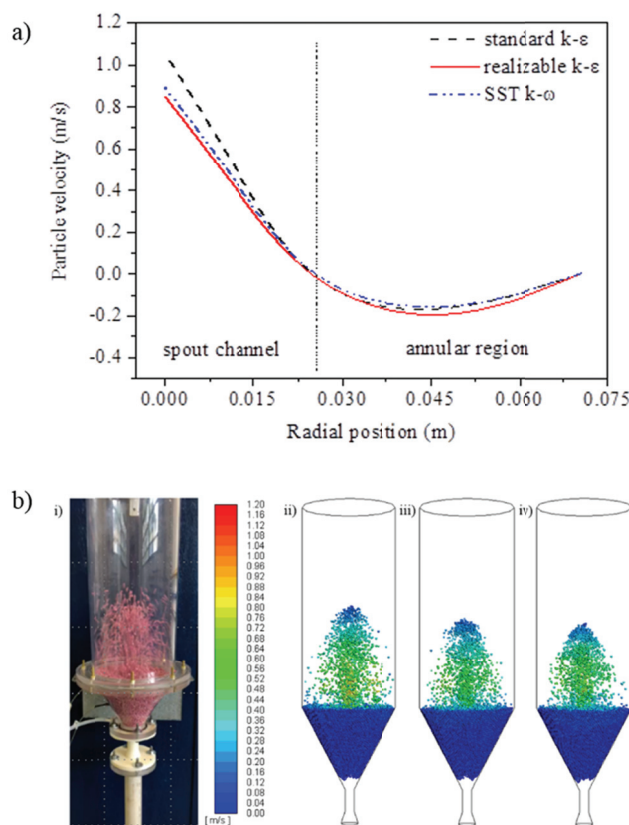 a)
1.2
1.0
0.8
0.6
0.4
0.2
0.0
-0.2
-0.4
Particle velocity (m/s)
standard k-ε
realizable k-ε
SST k-ω
spout channel
annular region
0.000 0.015 0.030 0.045 0.060 0.075
Radial position (m)
b)
i)
1.20
1.16
1.12
1.08
1.04
1.00
0.96
0.92
0.88
0.84
0.80
0.76
0.72
0.68
0.64
0.60
0.56
0.52
0.48
0.44
0.40
0.36
0.32
0.28
0.24
0.20
0.16
0.12
0.08
0.04
0.00
[m/s]
ii)
iii)
iv)